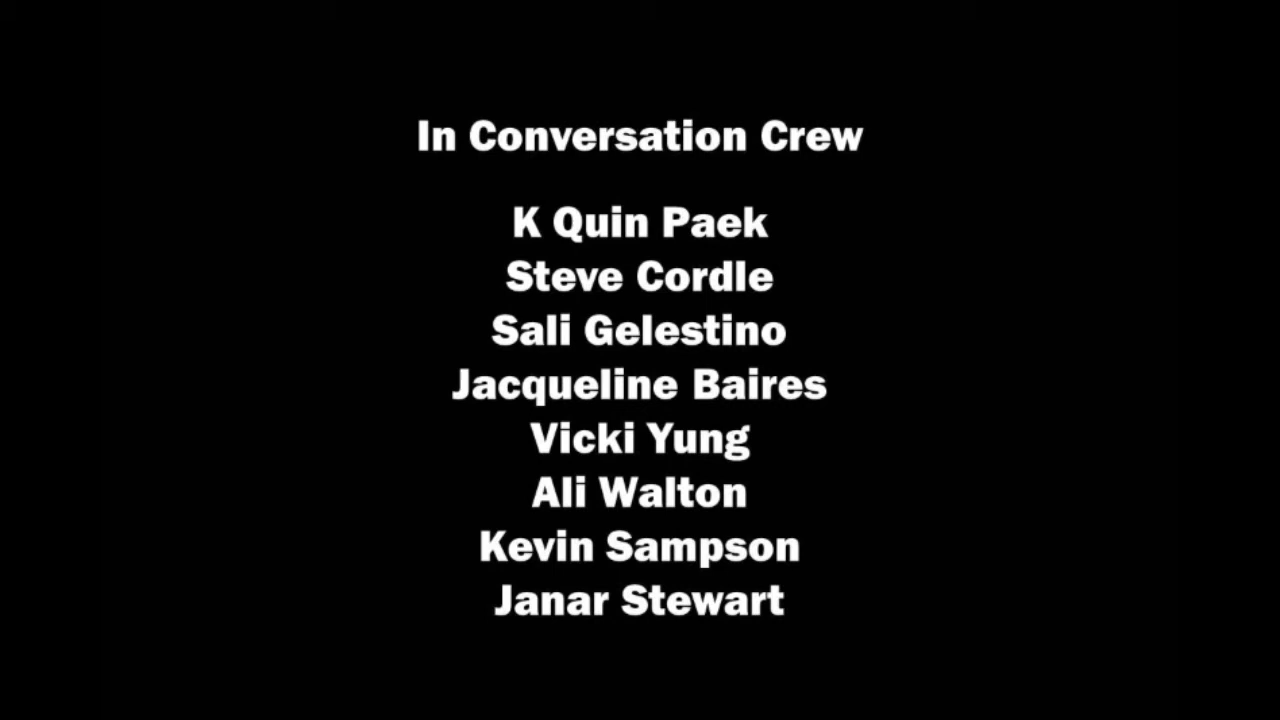 In Conversation Crew
K Quin Paek
Steve Cordle
Sali Gelestino
Jacqueline Baires
Vicki Yung
Ali Walton
Kevin Sampson
Janar Stewart